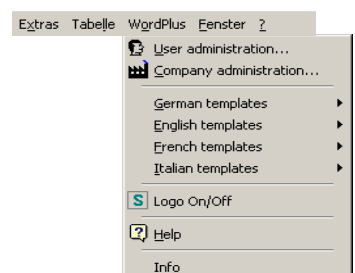 Extras Tabelle WordPlus Fenster ?
User administration...
Company administration...
German templates
English templates
French templates
Italian templates
S Logo On/Off
Help
Info